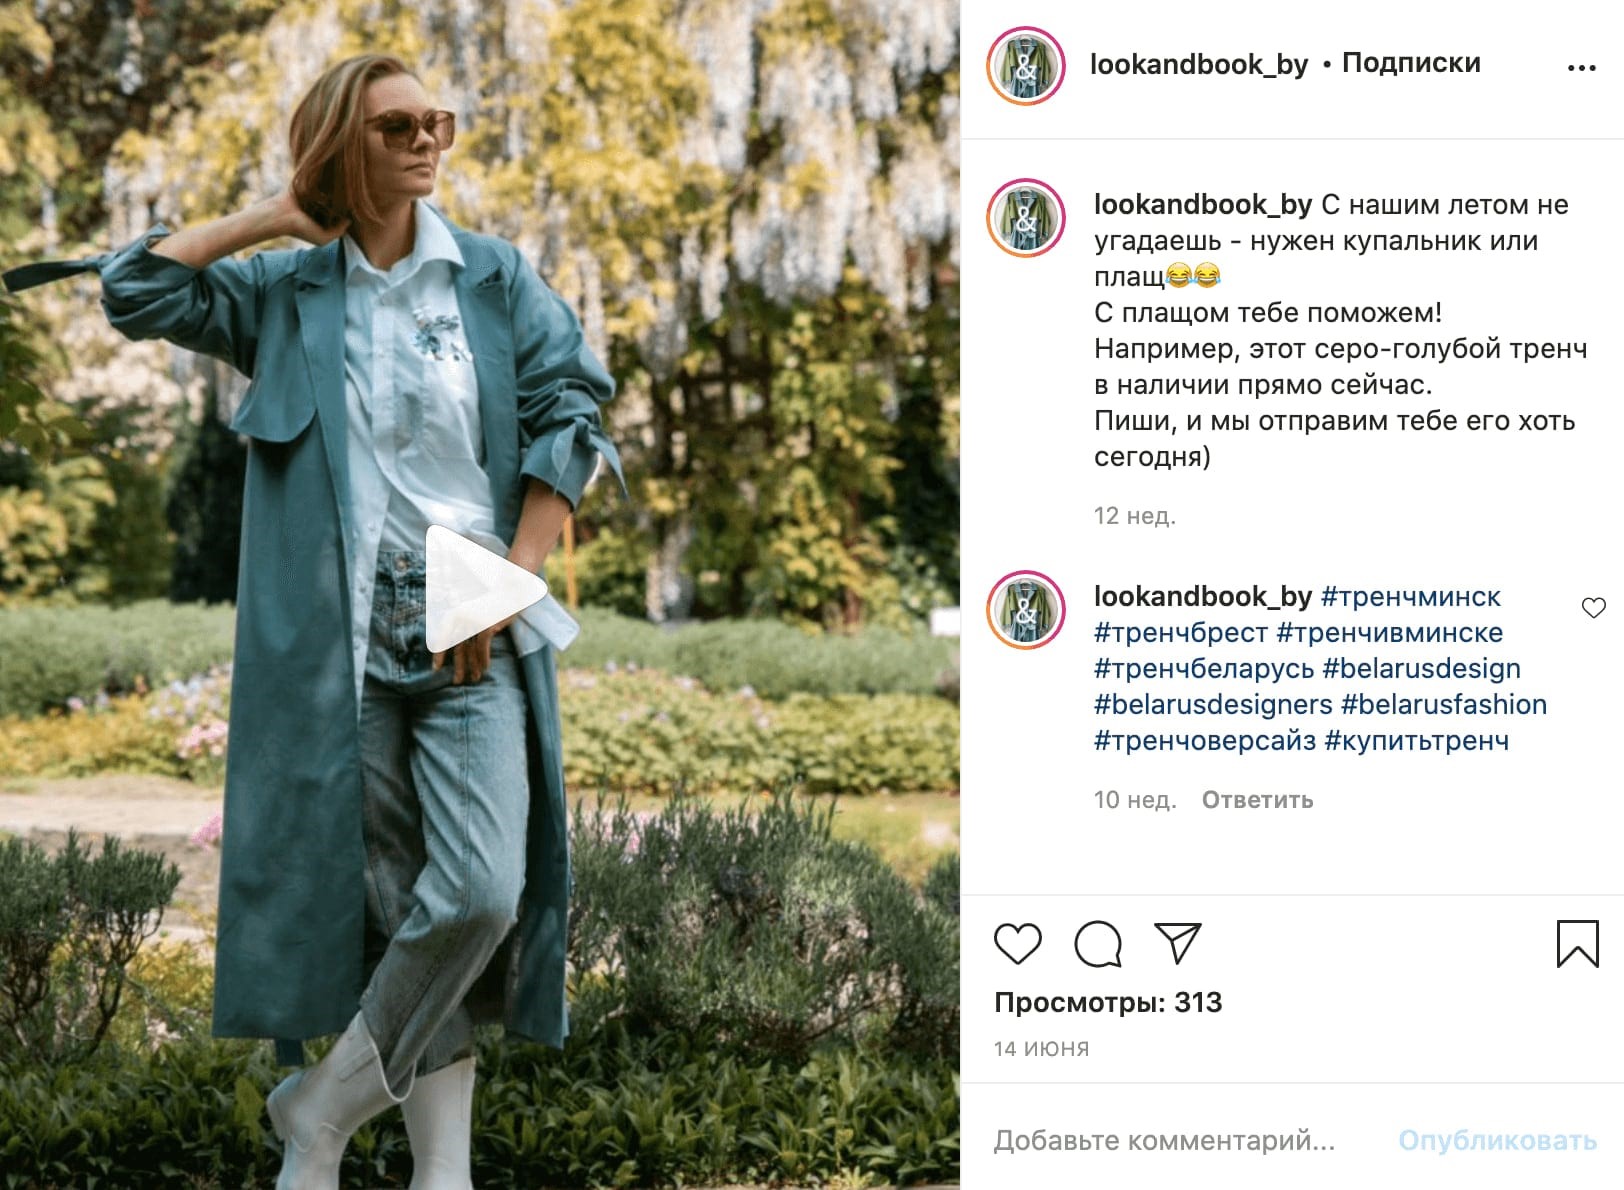 lookandbook_by • Подписки
lookandbook_by С нашим летом не
угадаешь - нужен купальник или
плащ😂😂
С плащом тебе поможем!
Например, этот серо-голубой тренч
в наличии прямо сейчас.
Пиши, и мы отправим тебе его хоть
сегодня)
12 нед.
lookandbook_by #тренчминск
#тренчбрест #тренчивминске
#тренчбеларусь #belarusdesign
#belarusdesigners #belarusfashion
#тренчоверсайз #купитьтренч
10 нед. Ответить
Просмотры: 313
14 ИЮНЯ
Добавьте комментарий... Опубликовать